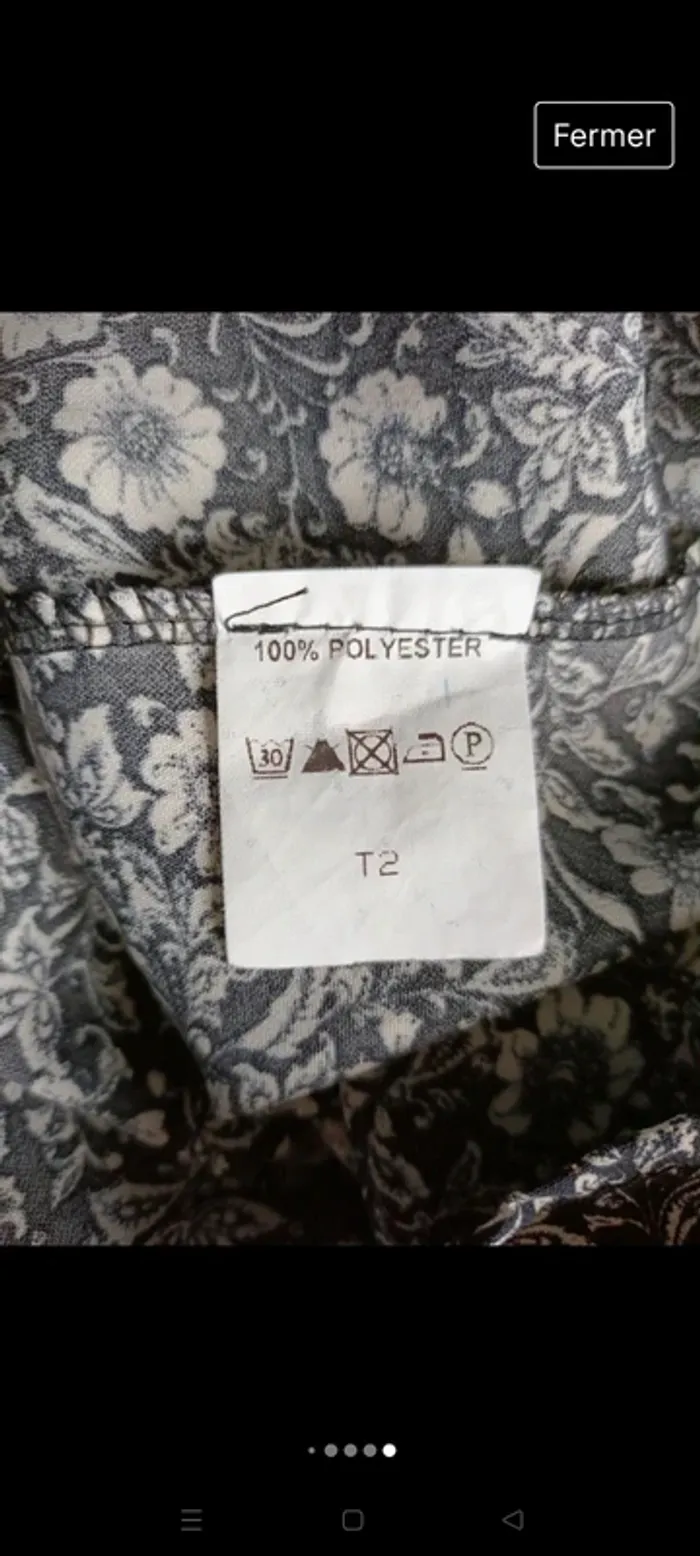 Fermer
100% POLYESTER
30 P
T2